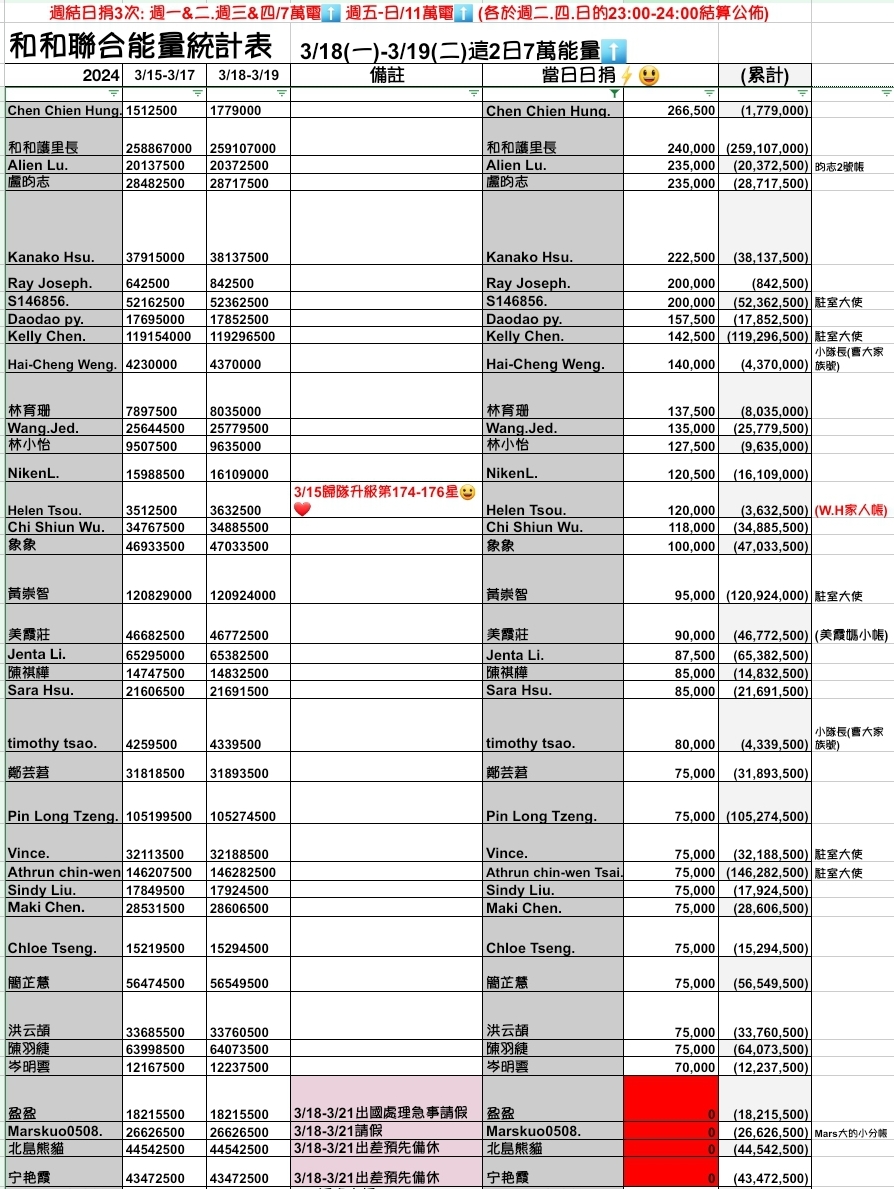 週結日捐3次: 週一&二.週三&四/7萬電⬆️ 週五-日/11萬電⬆️ (各於週二.四.日的23:00-24:00結算公佈)
和和聯合能量統計表 3/18(一)-3/19(二)這2日7萬能量⬆️
2024 3/15-3/17 3/18-3/19 備註 當日日捐⚡😃 (累計)
Chen Chien Hung. 1512500 1779000 Chen Chien Hung. 266,500 (1,779,000)
和和護里長 258867000 259107000 和和護里長 240,000 (259,107,000)
Alien Lu. 20137500 20372500 Alien Lu. 235,000 (20,372,500) 昀志2號帳
盧昀志 28482500 28717500 盧昀志 235,000 (28,717,500)
Kanako Hsu. 37915000 38137500 Kanako Hsu. 222,500 (38,137,500)
Ray Joseph. 642500 842500 Ray Joseph. 200,000 (842,500)
S146856. 52162500 52362500 S146856. 200,000 (52,362,500) 駐室大使
Daodao py. 17695000 17852500 Daodao py. 157,500 (17,852,500)
Kelly Chen. 119154000 119296500 Kelly Chen. 142,500 (119,296,500) 駐室大使
Hai-Cheng Weng. 4230000 4370000 Hai-Cheng Weng. 140,000 (4,370,000) 小隊長(曹大家
族號)
林育珊 7897500 8035000 林育珊 137,500 (8,035,000)
Wang.Jed. 25644500 25779500 Wang.Jed. 135,000 (25,779,500)
林小怡 9507500 9635000 林小怡 127,500 (9,635,000)
NikenL. 15988500 16109000 NikenL. 120,500 (16,109,000)
3/15歸隊升級第174-176星😃
Helen Tsou. 3512500 3632500 ❤️ Helen Tsou. 120,000 (3,632,500) (W.H家人帳)
Chi Shiun Wu. 34767500 34885500 Chi Shiun Wu. 118,000 (34,885,500)
象象 46933500 47033500 象象 100,000 (47,033,500)
黃崇智 120829000 120924000 黃崇智 95,000 (120,924,000) 駐室大使
美霞莊 46682500 46772500 美霞莊 90,000 (46,772,500) (美霞媽小帳)
Jenta Li. 65295000 65382500 Jenta Li. 87,500 (65,382,500)
陳祺樺 14747500 14832500 陳祺樺 85,000 (14,832,500)
Sara Hsu. 21606500 21691500 Sara Hsu. 85,000 (21,691,500)
timothy tsao. 4259500 4339500 timothy tsao. 80,000 (4,339,500) 小隊長(曹大家
族號)
鄭芸菪 31818500 31893500 鄭芸菪 75,000 (31,893,500)
Pin Long Tzeng. 105199500 105274500 Pin Long Tzeng. 75,000 (105,274,500)
Vince. 32113500 32188500 Vince. 75,000 (32,188,500) 駐室大使
Athrun chin-wen 146207500 146282500 Athrun chin-wen Tsai. 75,000 (146,282,500) 駐室大使
Sindy Liu. 17849500 17924500 Sindy Liu. 75,000 (17,924,500)
Maki Chen. 28531500 28606500 Maki Chen. 75,000 (28,606,500)
Chloe Tseng. 15219500 15294500 Chloe Tseng. 75,000 (15,294,500)
簡芷慧 56474500 56549500 簡芷慧 75,000 (56,549,500)
洪云頡 33685500 33760500 洪云頡 75,000 (33,760,500)
陳羽緁 63998500 64073500 陳羽緁 75,000 (64,073,500)
岑明雲 12167500 12237500 岑明雲 70,000 (12,237,500)
盈盈 18215500 18215500 3/18-3/21出國處理急事請假 盈盈 0 (18,215,500)
Marskuo0508. 26626500 26626500 3/18-3/21請假 Marskuo0508. 0 (26,626,500) Mars大的小分帳
北島熊貓 44542500 44542500 3/18-3/21出差預先備休 北島熊貓 0 (44,542,500)
宁艳霞 43472500 43472500 3/18-3/21出差預先備休 宁艳霞 0 (43,472,500)